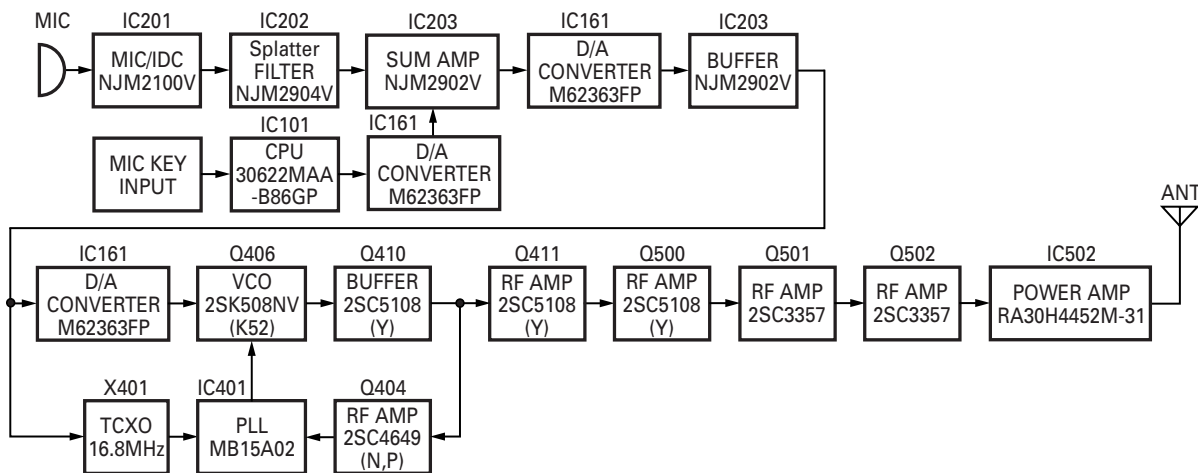 MIC
IC201
MIC/IDC
NJM2100V
IC202
Splatter
FILTER
NJM2904V
IC203
SUM AMP
NJM2902V
IC161
D/A
CONVERTER
M62363FP
IC203
BUFFER
NJM2902V
MIC KEY
INPUT
IC101
CPU
30622MAA
-B86GP
IC161
D/A
CONVERTER
M62363FP
ANT
IC161
D/A
CONVERTER
M62363FP
Q406
VCO
2SK508NV
(K52)
Q410
BUFFER
2SC5108
(Y)
Q411
RF AMP
2SC5108
(Y)
Q500
RF AMP
2SC5108
(Y)
Q501
RF AMP
2SC3357
Q502
RF AMP
2SC3357
IC502
POWER AMP
RA30H4452M-31
X401
TCXO
16.8MHz
IC401
PLL
MB15A02
Q404
RF AMP
2SC4649
(N,P)